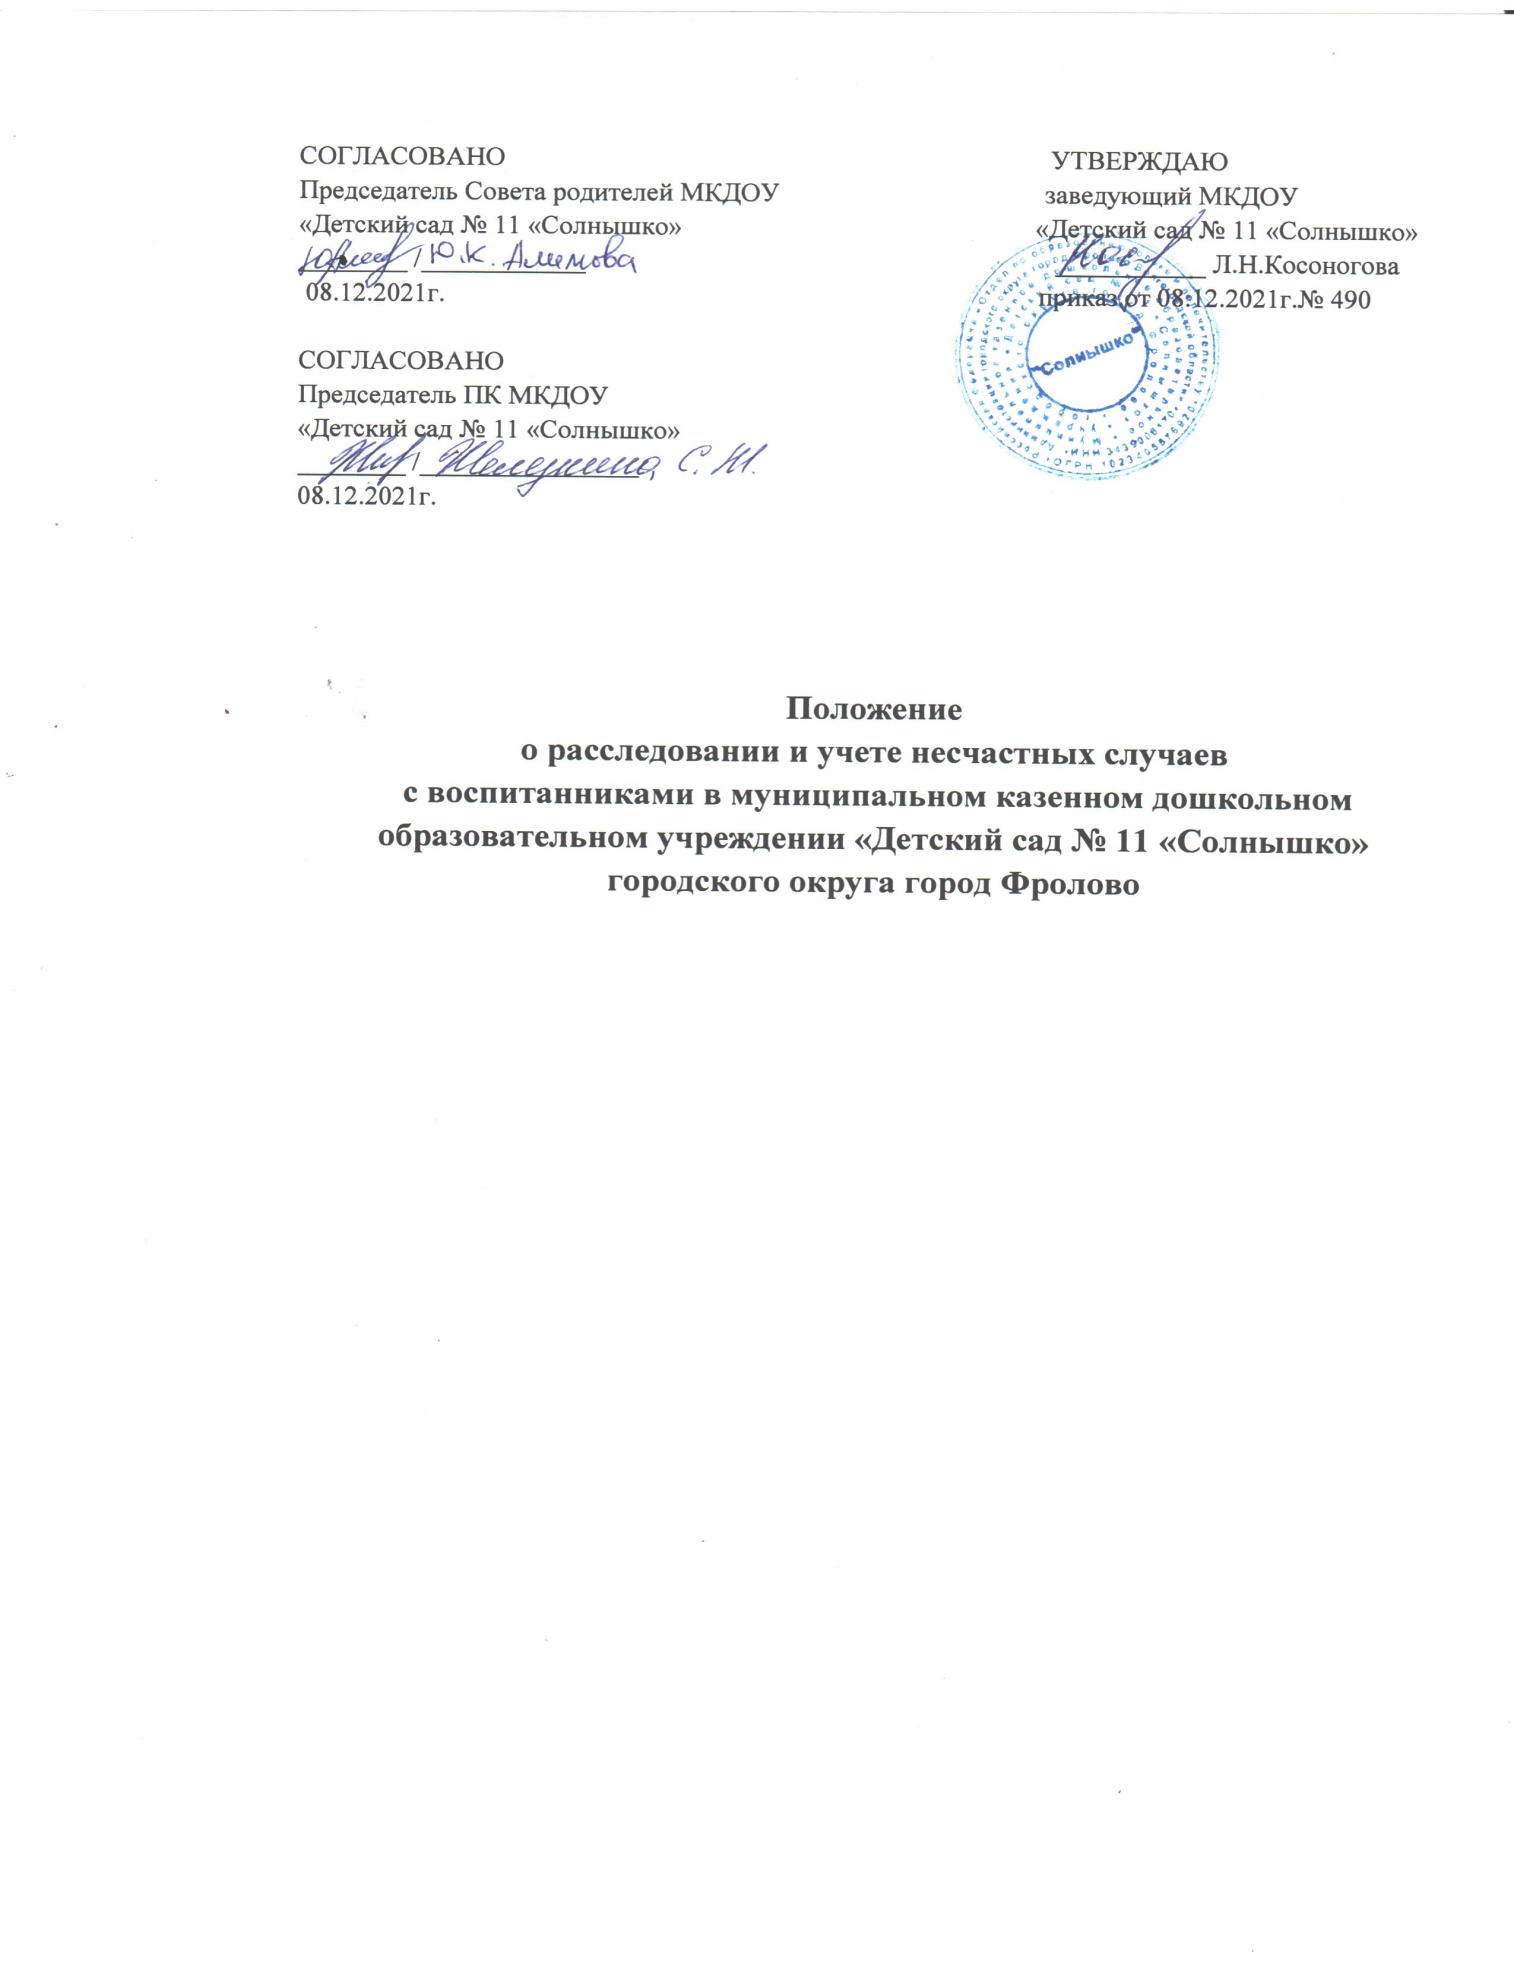 СОГЛАСОВАНО
Председатель Совета родителей МКДОУ
«Детский сад № 11 «Солнышко»
________ / Ю.К. Алимова
08.12.2021г.
СОГЛАСОВАНО
Председатель ПК МКДОУ
«Детский сад № 11 «Солнышко»
________ /
08.12.2021г.
УТВЕРЖДАЮ
заведующий МКДОУ
«Детский сад № 11 «Солнышко»
___________ Л.Н.Косоногова
приказ от 08.12.2021г.№ 490
"Солнышко"
Положение
о расследовании и учете несчастных случаев
с воспитанниками в муниципальном казенном дошкольном
образовательном учреждении «Детский сад № 11 «Солнышко»
городского округа город Фролово